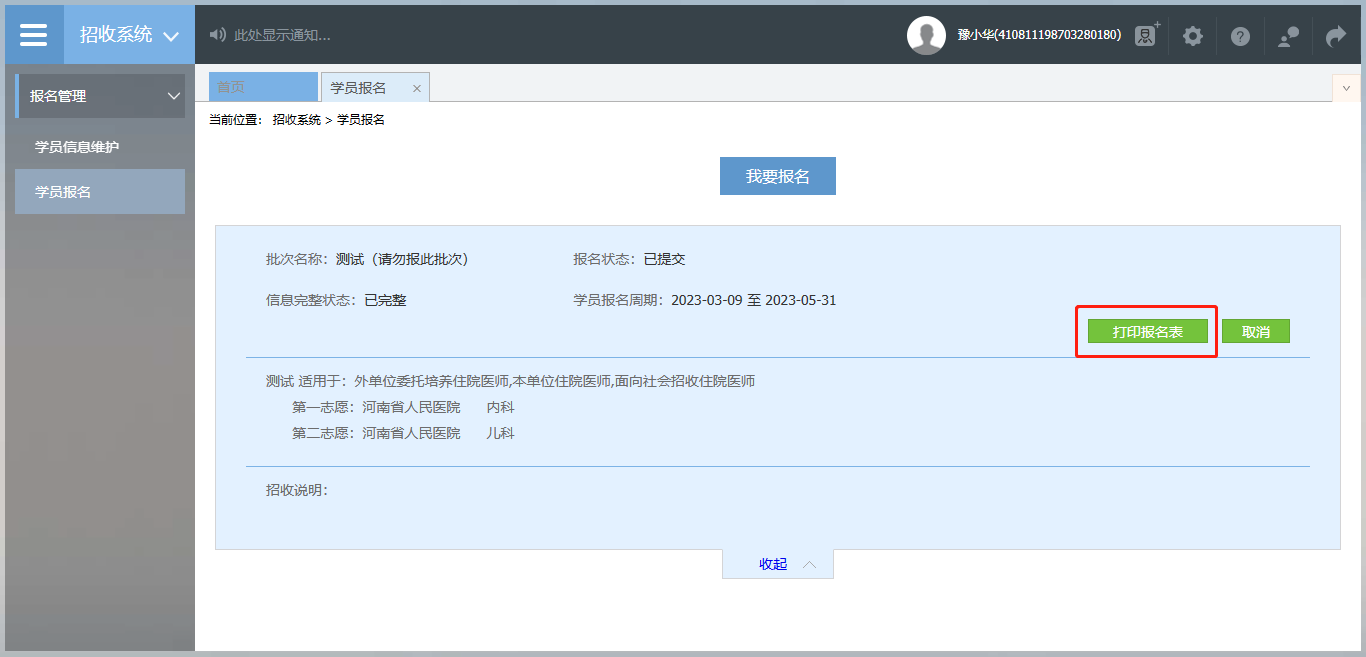 招收系统
此处显示通知...
豫小华(410811198703280180)
报名管理
学员信息维护
学员报名
首页
学员报名
当前位置： 招收系统 > 学员报名
我要报名
批次名称：测试（请勿报此批次）
报名状态：已提交
信息完整状态：已完整
学员报名周期：2023-03-09 至 2023-05-31
打印报名表
取消
测试 适用于：外单位委托培养住院医师,本单位住院医师,面向社会招收住院医师
第一志愿：河南省人民医院 内科
第二志愿：河南省人民医院 儿科
招收说明：
收起